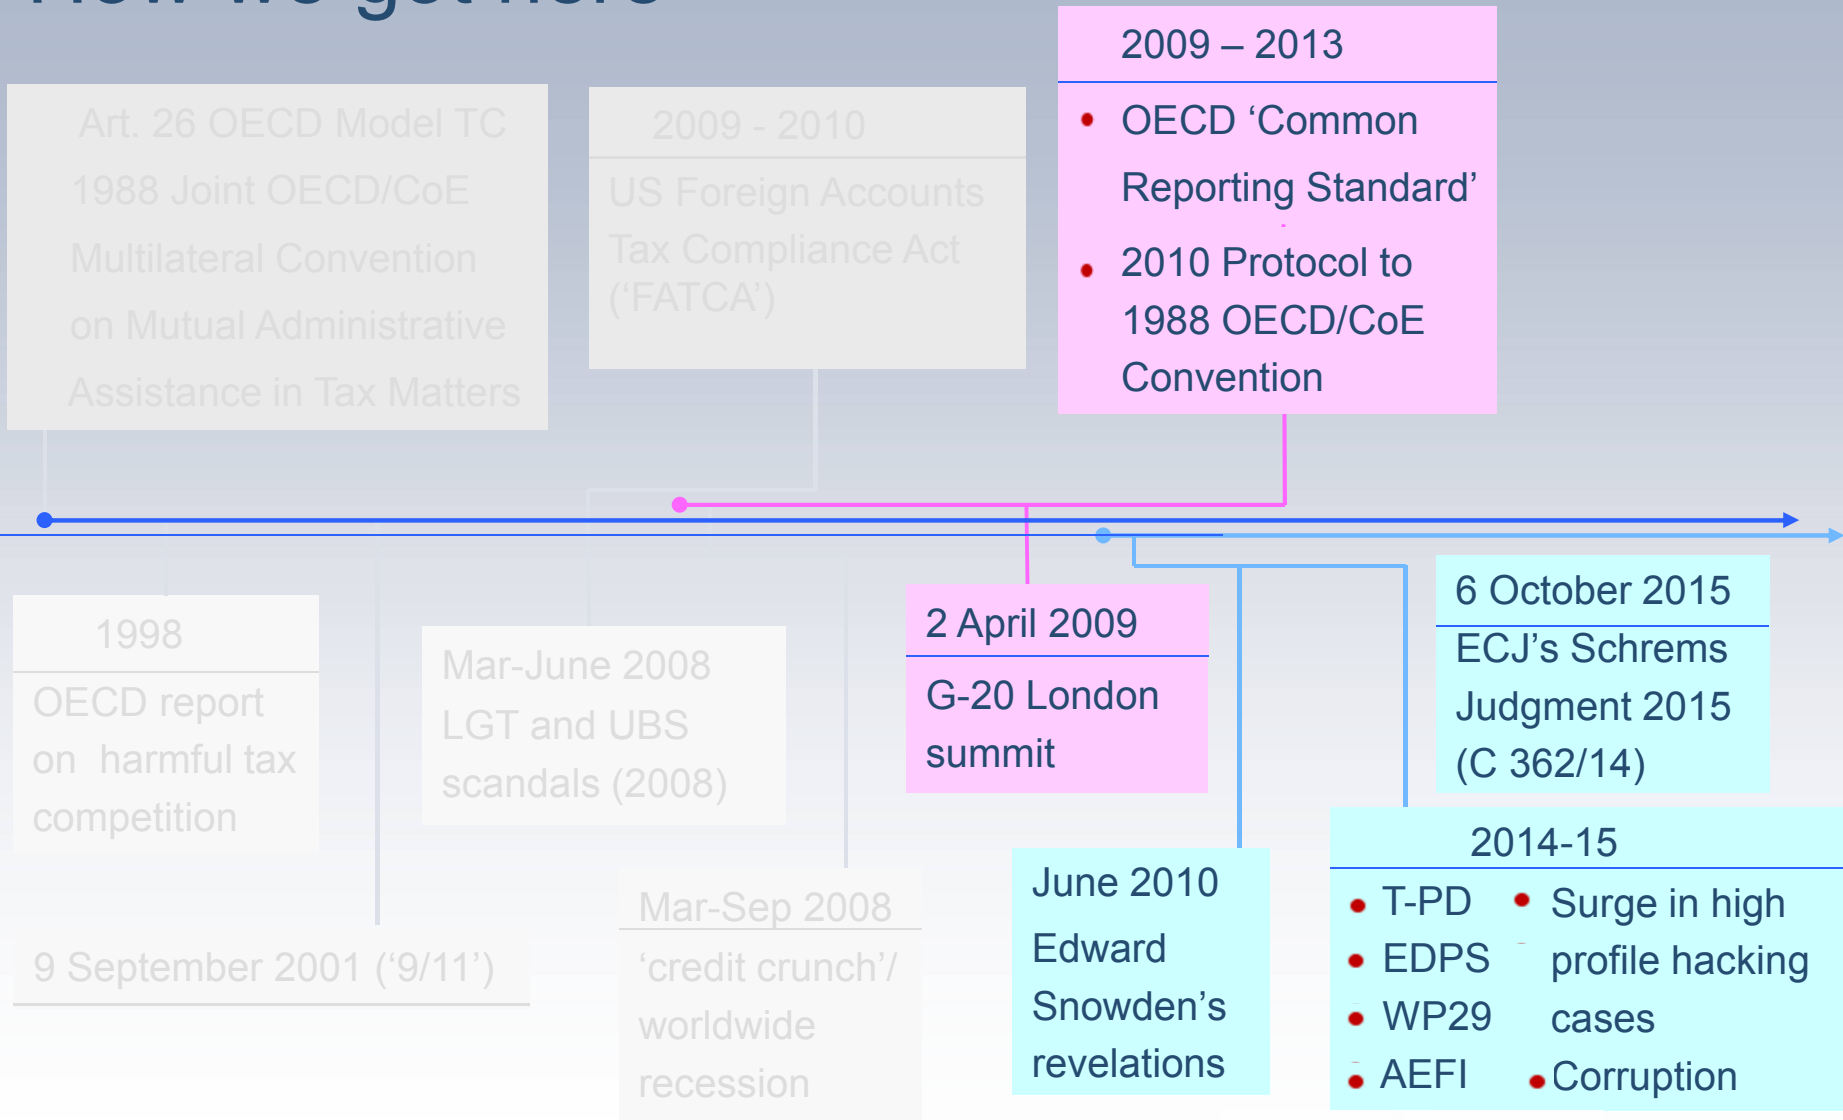 How we got here
Art. 26 OECD Model TC
1988 Joint OECD/CoE
Multilateral Convention
on Mutual Administrative
Assistance in Tax Matters
2009 - 2010
US Foreign Accounts
Tax Compliance Act
(‘FATCA’)
2009 – 2013
• OECD ‘Common
Reporting Standard’
• 2010 Protocol to
1988 OECD/CoE
Convention
1998
OECD report
on harmful tax
competition
9 September 2001 (‘9/11’)
Mar-June 2008
LGT and UBS
scandals (2008)
Mar-Sep 2008
‘credit crunch’/
worldwide
recession
2 April 2009
G-20 London
summit
June 2010
Edward
Snowden’s
revelations
6 October 2015
ECJ’s Schrems
Judgment 2015
(C 362/14)
2014-15
• T-PD
• EDPS
• WP29
• AEFI
• Surge in high
profile hacking
cases
• Corruption